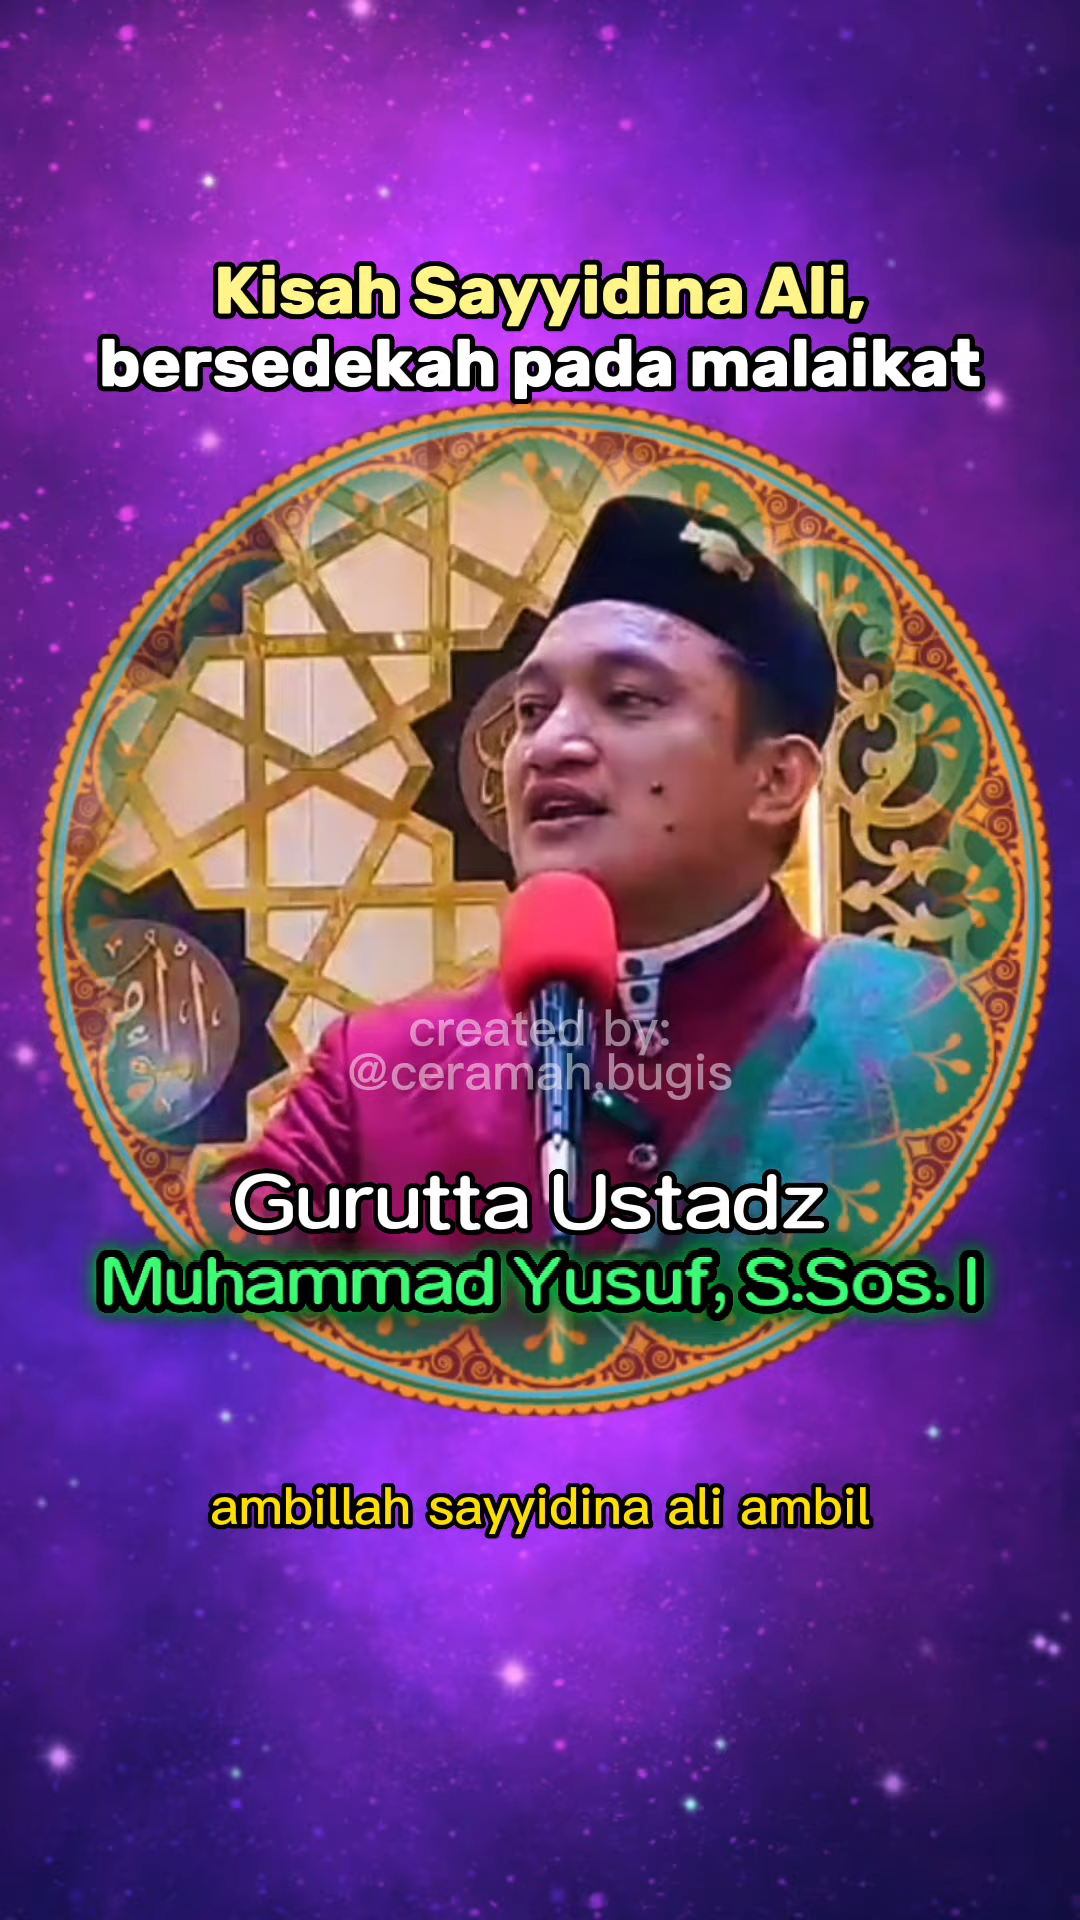 Kisah Sayyidina Ali,
bersedekah pada malaikat
created by:
@ceramah.bugis
Gurutta Ustadz
Muhammad Yusuf, S.Sos. I
ambillah sayyidina ali ambil